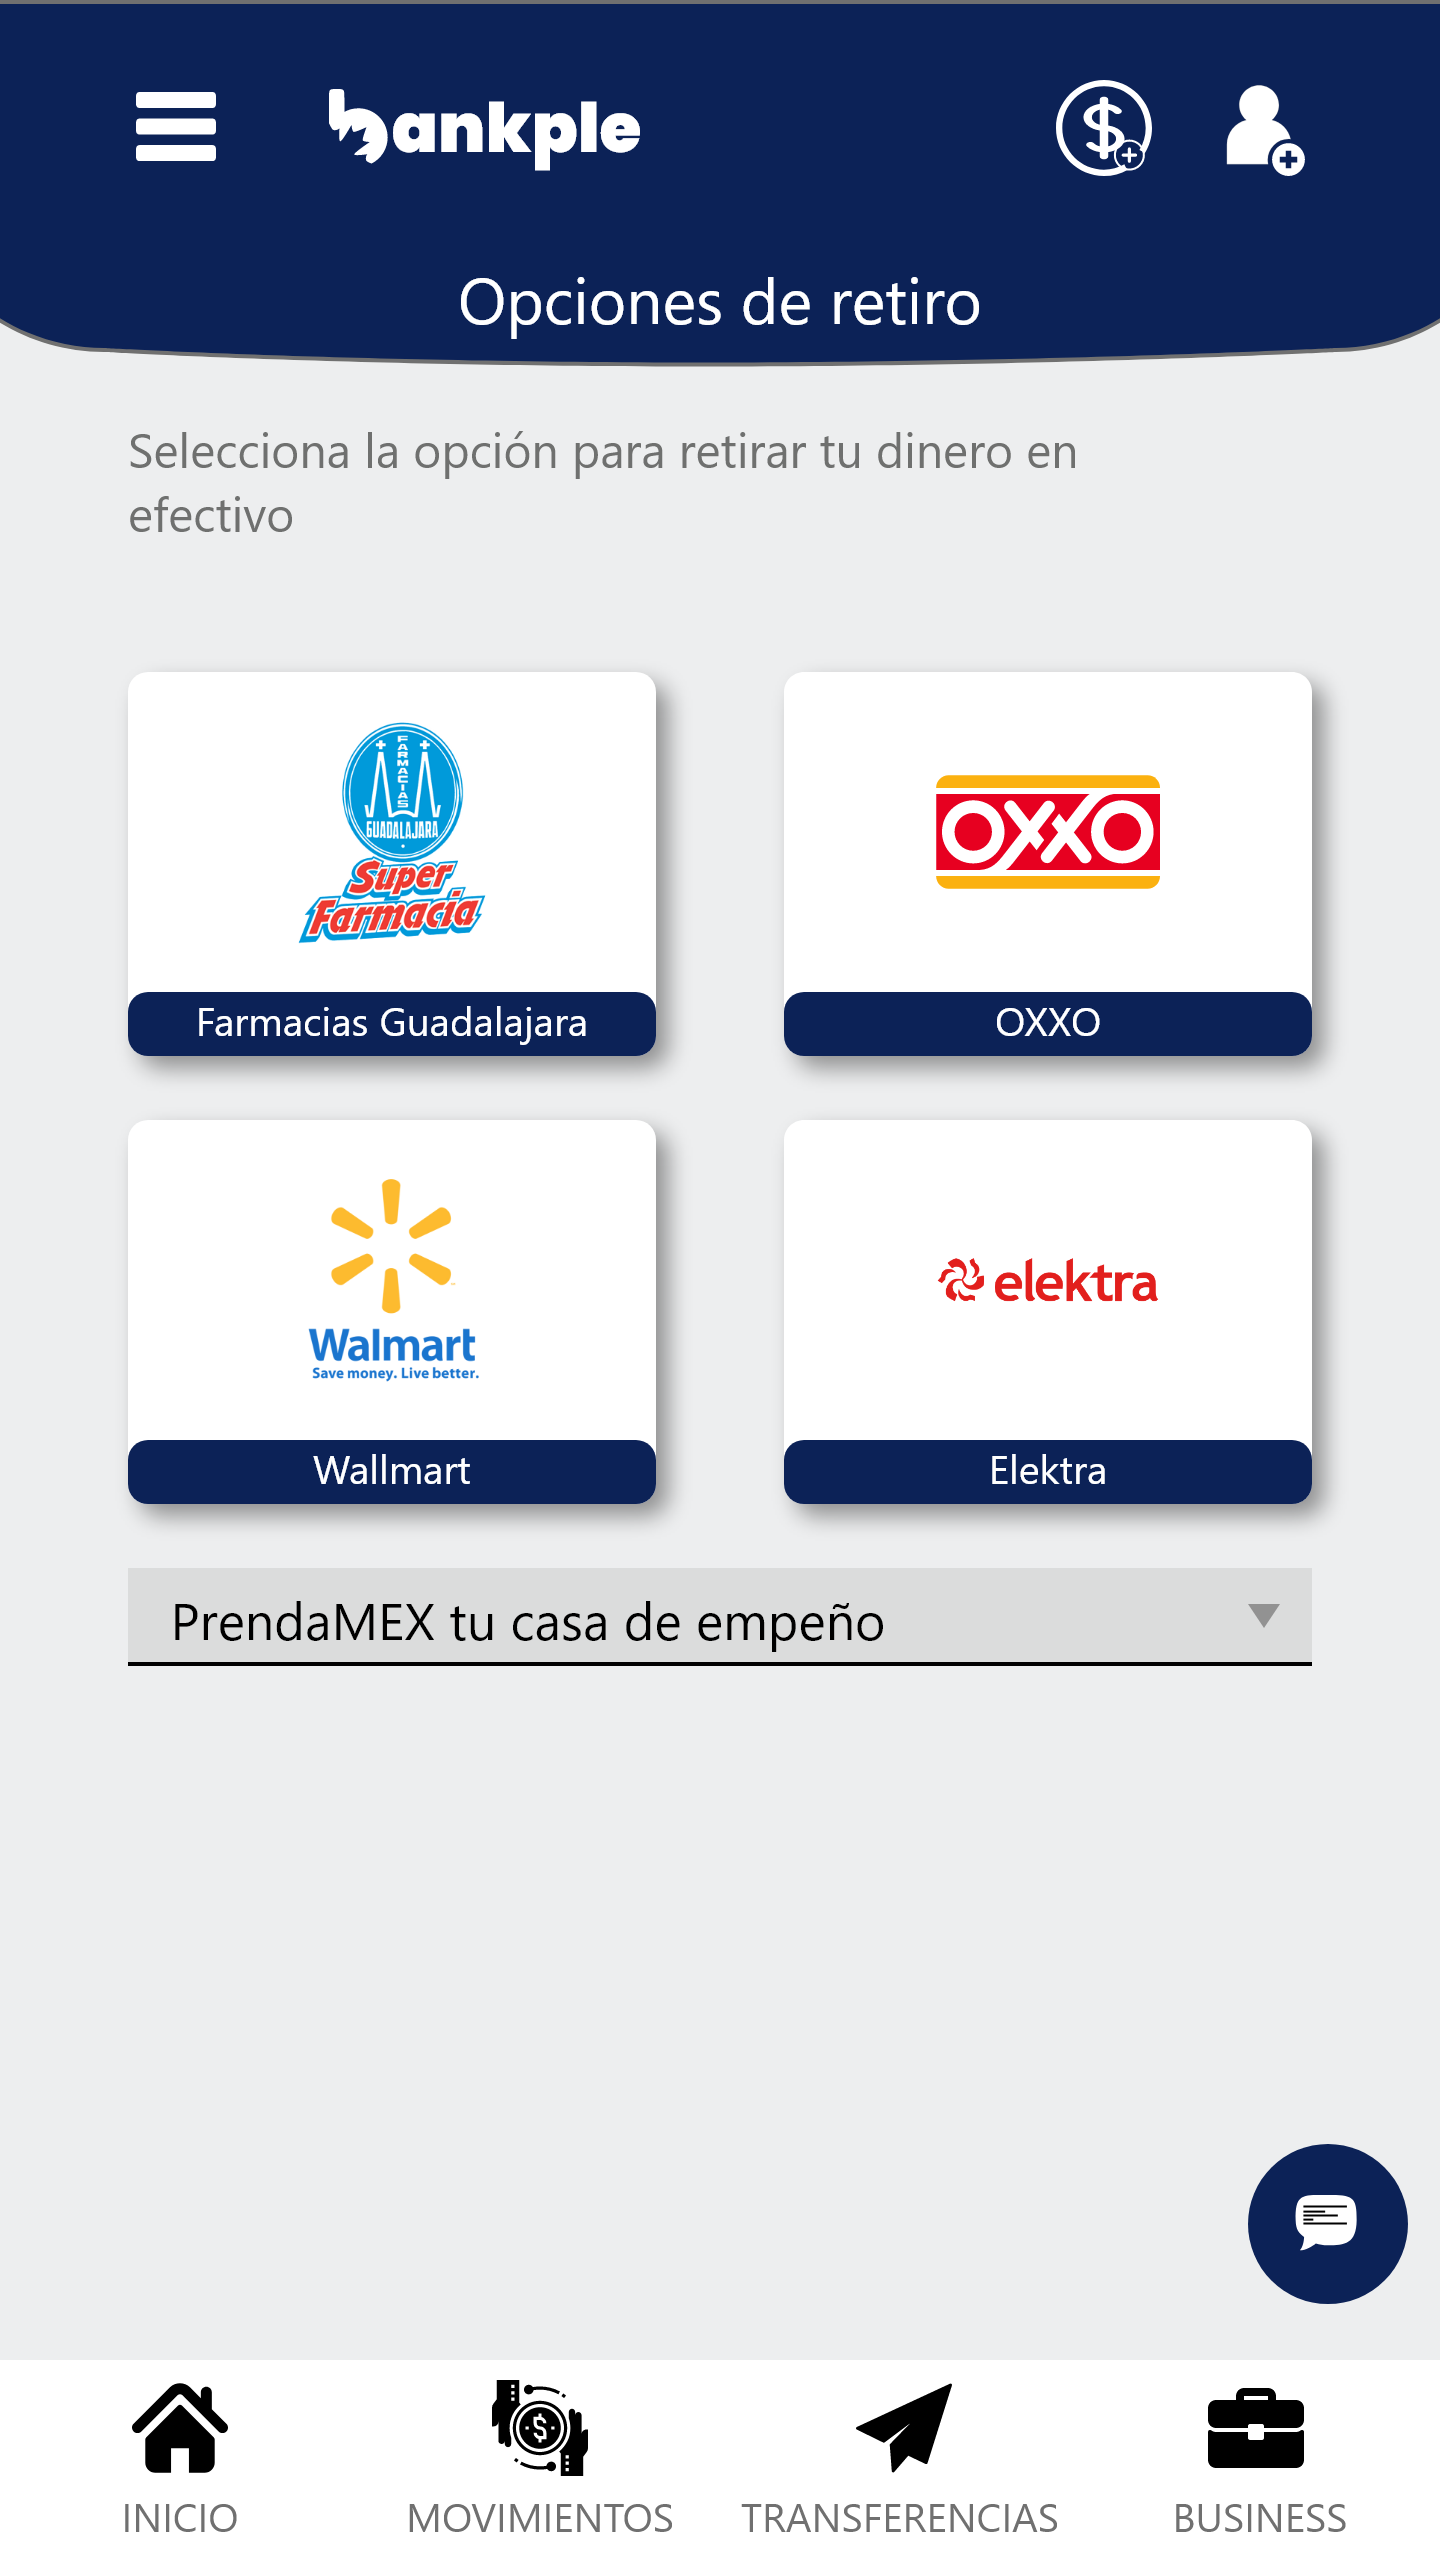 bankple
Opciones de retiro
Selecciona la opción para retirar tu dinero en
efectivo
FARMACIAS
GUADALAJARA
Super
Farmacia
OXXO
Farmacias Guadalajara
OXXO
Walmart
Save money. Live better.
elektra
Wallmart
Elektra
PrendaMEX tu casa de empeño
INICIO
MOVIMIENTOS
TRANSFERENCIAS
BUSINESS